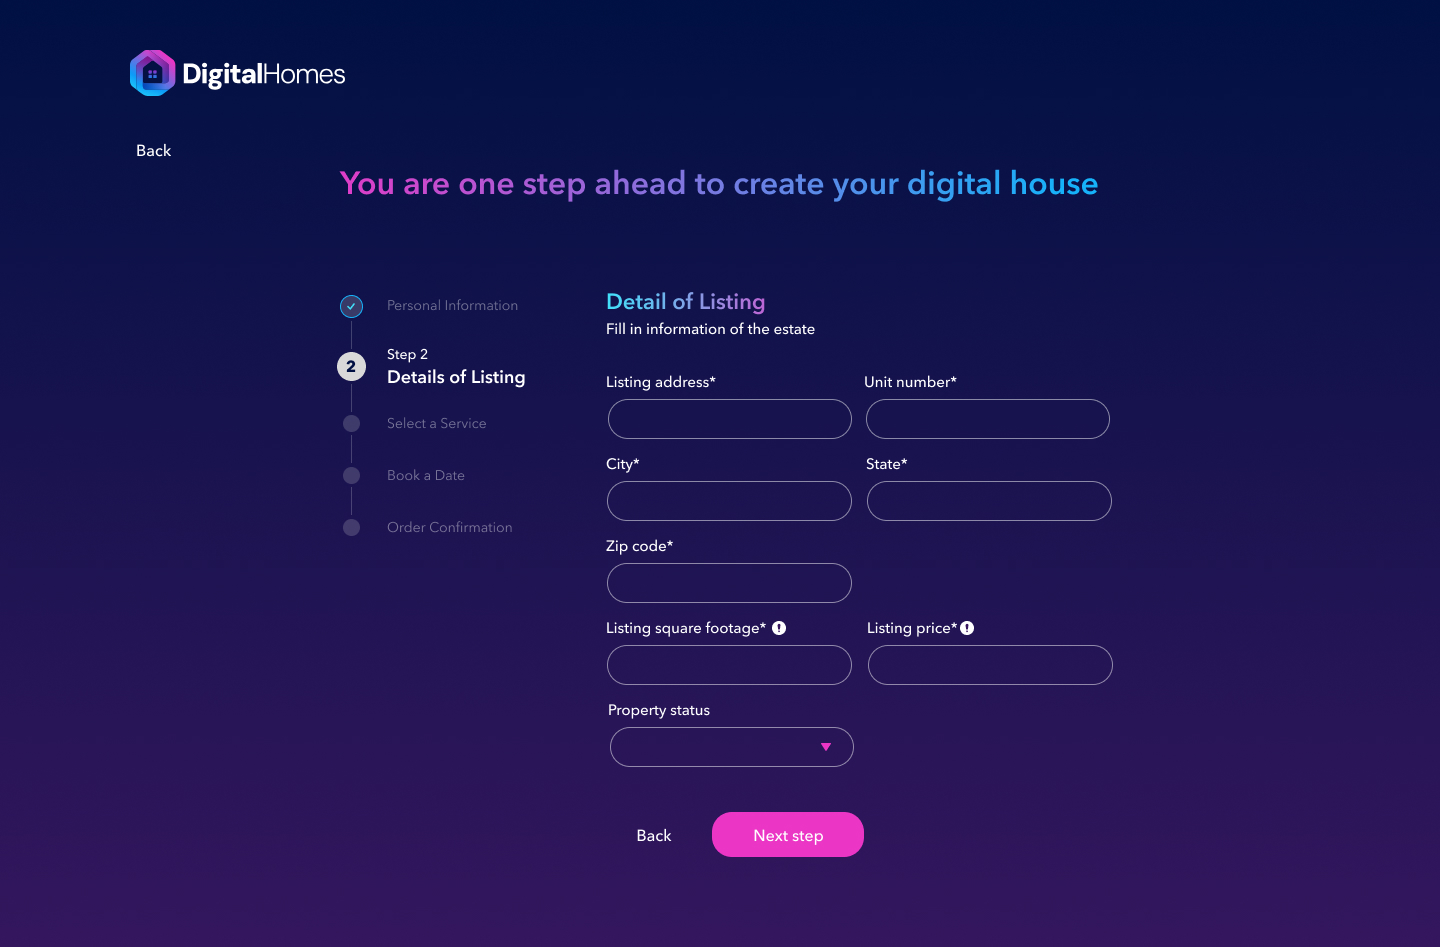 DigitalHomes
Back
You are one step ahead to create your digital house
Personal Information
2
Step 2
Details of Listing
Select a Service
Book a Date
Order Confirmation
Detail of Listing
Fill in information of the estate
Listing address*
Unit number*
City*
State*
Zip code*
Listing square footage* !
Listing price* !
Property status
Back
Next step